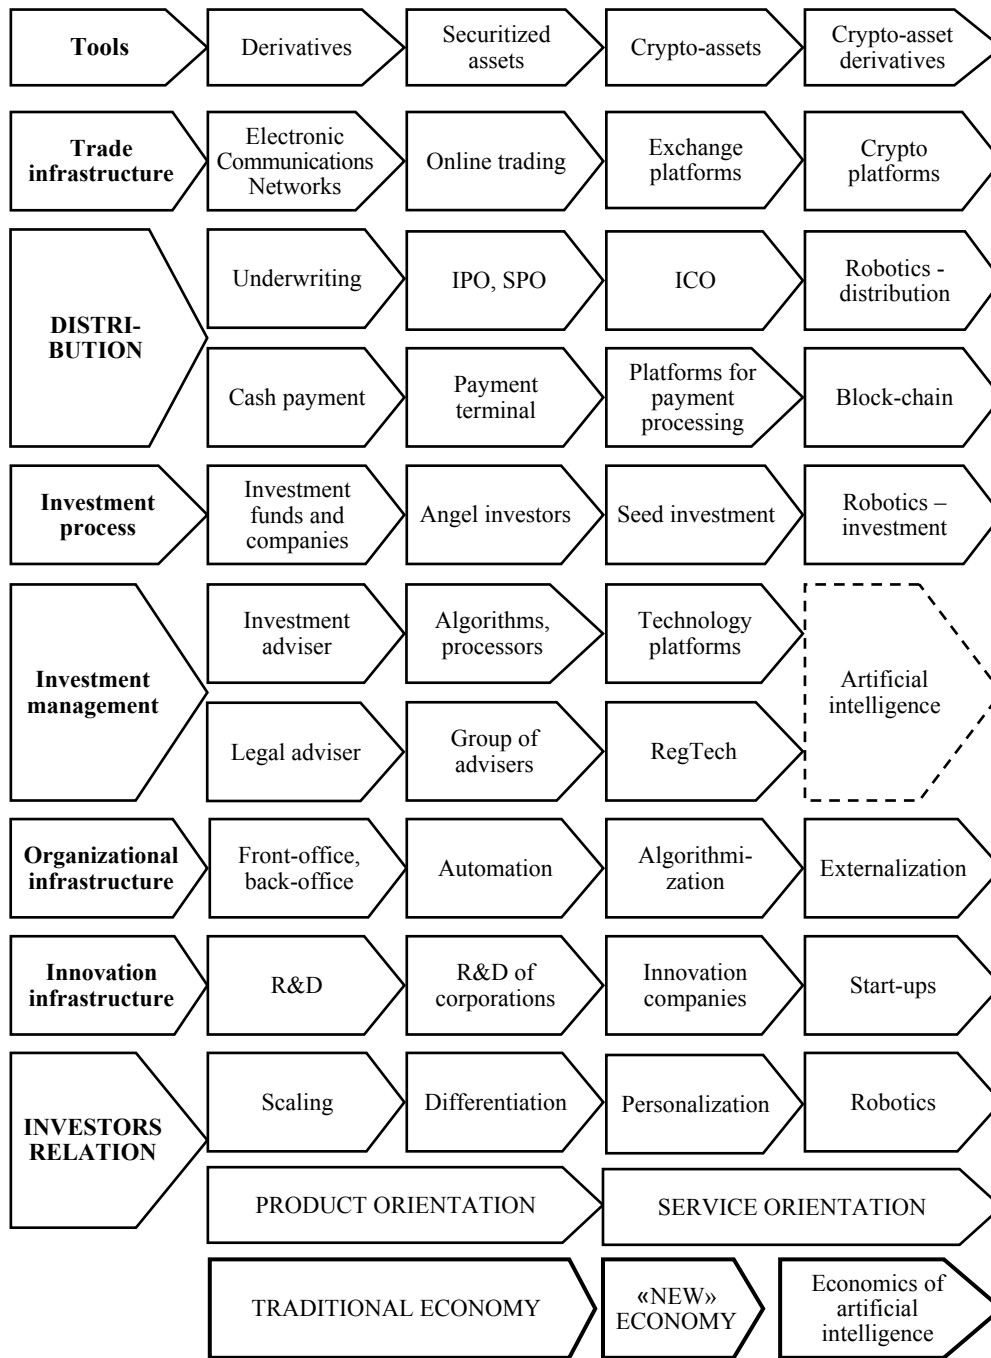 Tools
Derivatives
Securitized
assets
Crypto-assets
Crypto-asset
derivatives
Trade
infrastructure
Electronic
Communications
Networks
Online trading
Exchange
platforms
Crypto
platforms
DISTRI-
BUTION
Underwriting
IPO, SPO
ICO
Robotics -
distribution
Cash payment
Payment
terminal
Platforms for
payment
processing
Block-chain
Investment
process
Investment
funds and
companies
Angel investors
Seed investment
Robotics –
investment
Investment
management
Investment
adviser
Algorithms,
processors
Technology
platforms
Artificial
intelligence
Legal adviser
Group of
advisers
RegTech
Organizational
infrastructure
Front-office,
back-office
Automation
Algorithmi-
zation
Externalization
Innovation
infrastructure
R&D
R&D of
corporations
Innovation
companies
Start-ups
INVESTORS
RELATION
Scaling
Differentiation
Personalization
Robotics
PRODUCT ORIENTATION
SERVICE ORIENTATION
TRADITIONAL ECONOMY
«NEW»
ECONOMY
Economics of
artificial
intelligence